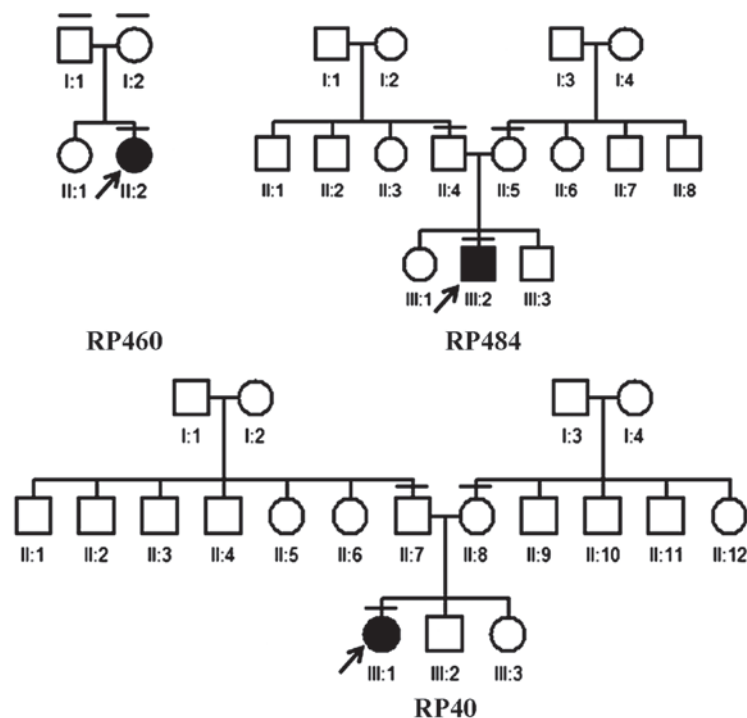 I:1 I:2
II:1 II:2
RP460
I:1 I:2 I:3 I:4
II:1 II:2 II:3 II:4 II:5 II:6 II:7 II:8
III:1 III:2 III:3
RP484
I:1 I:2 I:3 I:4
II:1 II:2 II:3 II:4 II:5 II:6 II:7 II:8 II:9 II:10 II:11 II:12
III:1 III:2 III:3
RP40